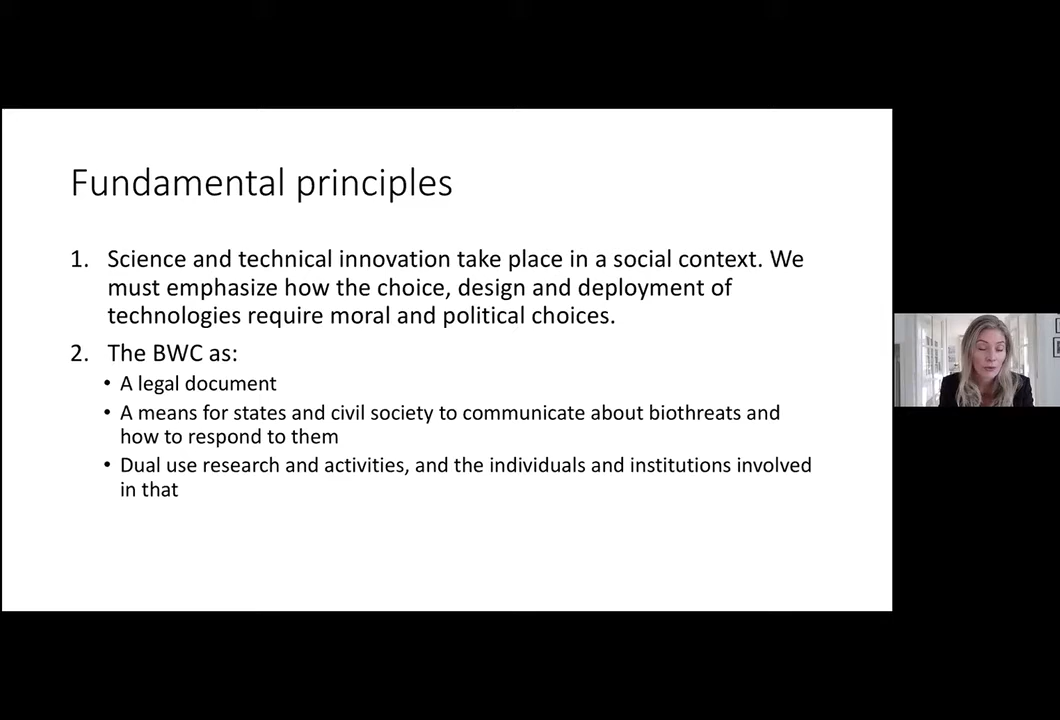 Fundamental principles
1. Science and technical innovation take place in a social context. We
must emphasize how the choice, design and deployment of
technologies require moral and political choices.
2. The BWC as:
• A legal document
• A means for states and civil society to communicate about biothreats and
how to respond to them
• Dual use research and activities, and the individuals and institutions involved
in that